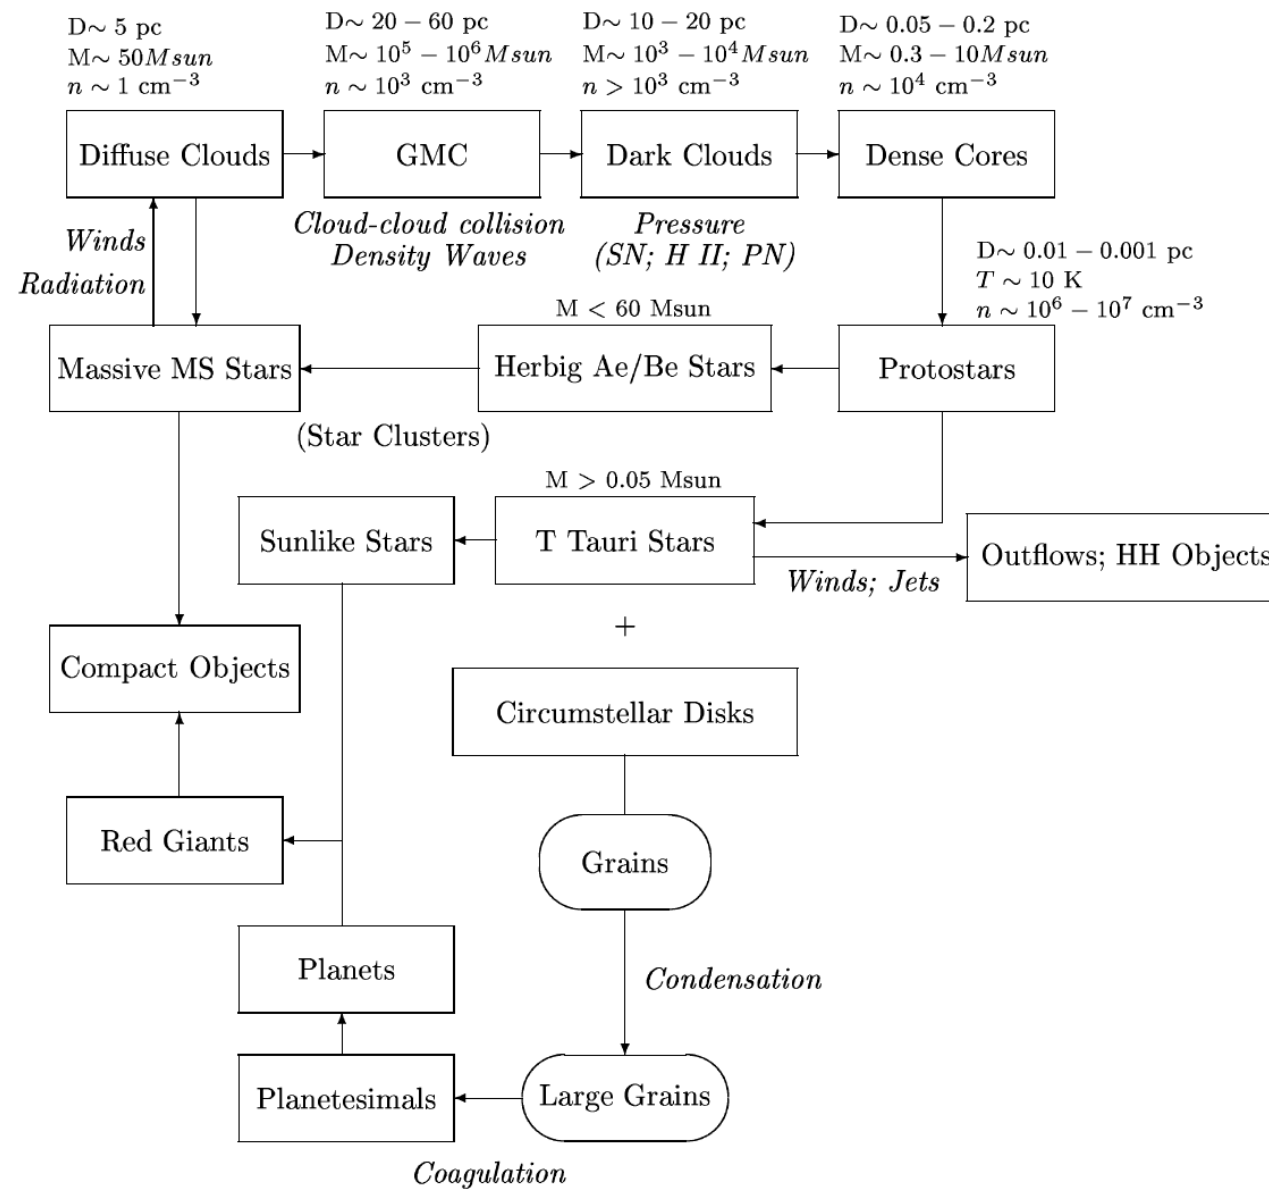 D∼ 5 pc
M∼ 50Msun
n ∼ 1 cm⁻³
D∼ 20 − 60 pc
M∼ 10⁵ − 10⁶Msun
n ∼ 10³ cm⁻³
D∼ 10 − 20 pc
M∼ 10³ − 10⁴Msun
n > 10³ cm⁻³
D∼ 0.05 − 0.2 pc
M∼ 0.3 − 10Msun
n ∼ 10⁴ cm⁻³
Diffuse Clouds
GMC
Dark Clouds
Dense Cores
Cloud-cloud collision
Density Waves
Pressure
(SN; H II; PN)
Winds
Radiation
D∼ 0.01 − 0.001 pc
T ∼ 10 K
n ∼ 10⁶ − 10⁷ cm⁻³
M < 60 Msun
Massive MS Stars
Herbig Ae/Be Stars
Protostars
(Star Clusters)
M > 0.05 Msun
Sunlike Stars
T Tauri Stars
Outflows; HH Objects
Winds; Jets
+
Compact Objects
Circumstellar Disks
Red Giants
Grains
Planets
Condensation
Planetesimals
Large Grains
Coagulation